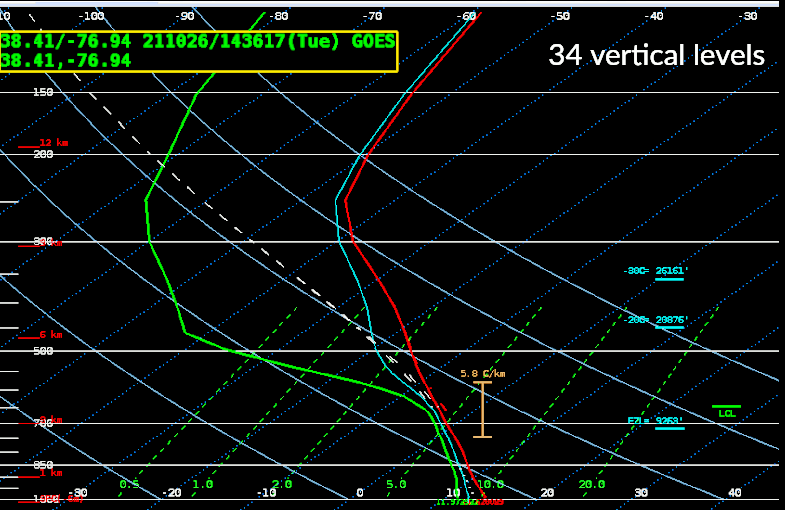 -100 -90 -80 -70 -60 -50 -40 -30
38.41/-76.94 211026/143617(Tue) GOES
38.41,-76.94
34 vertical levels
150
12 km
200
300
-30C= 26161'
-20C= 20876'
6 km
500
5.8 C/km
LCL
FZL= 9263'
700
850
1 km
0.5 1.0 2.0 5.0 10.0 20.0
-30 -20 -10 0 10 20 30 40